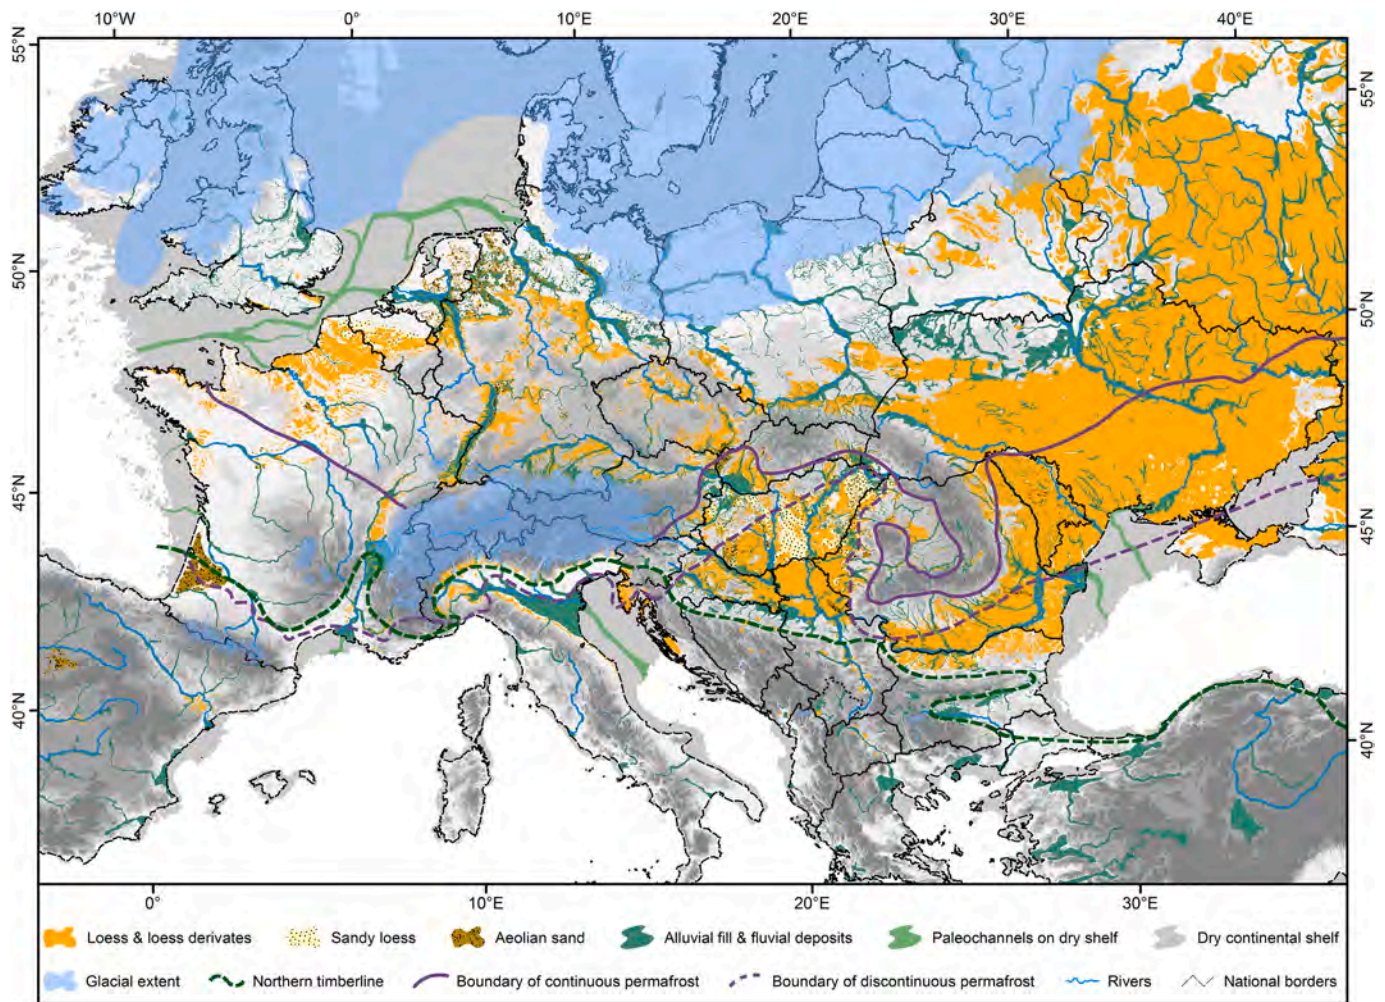 10°W 0° 10°E 20°E 30°E 40°E
55°N 55°N
50°N 50°N
45°N 45°N
40°N 40°N
0° 10°E 20°E 30°E
Loess & loess derivates Sandy loess Aeolian sand Alluvial fill & fluvial deposits Paleochannels on dry shelf Dry continental shelf
Glacial extent Northern timberline Boundary of continuous permafrost Boundary of discontinuous permafrost Rivers National borders